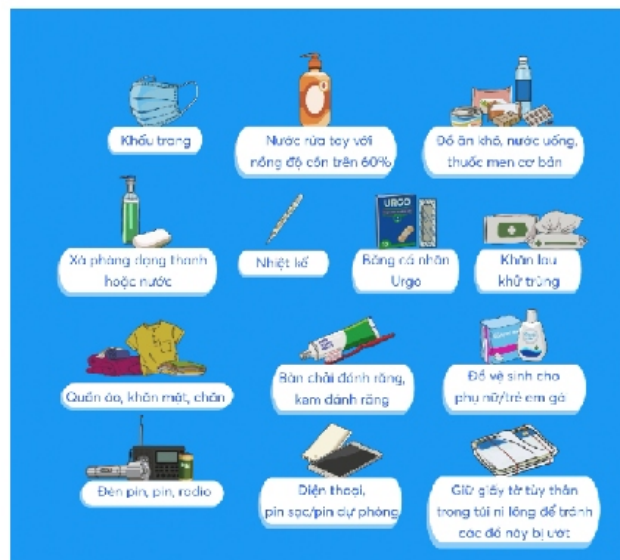 Khẩu trang
Nước rửa tay với
nồng độ cồn trên 60%
Đồ ăn khô, nước uống,
thuốc men cơ bản
Xà phòng dạng thanh
hoặc nước
Nhiệt kế
URGO
Băng cá nhân
Urgo
Khăn lau
khử trùng
Quần áo, khăn mặt, chăn
Bàn chải đánh răng,
kem đánh răng
Đồ vệ sinh cho
phụ nữ/trẻ em gái
Đèn pin, pin, radio
Điện thoại,
pin sạc/pin dự phòng
Giữ giấy tờ tùy thân
trong túi ni lông để tránh
các đồ này bị ướt